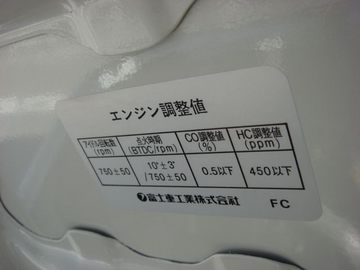 エンジン調整値
アイドル回転数 点火時期 CO調整値 HC調整値
(rpm) (BTDC/rpm) (%) (ppm)
750±50 10°±3° /750±50 0.5以下 450以下
富士重工業株式会社 FC